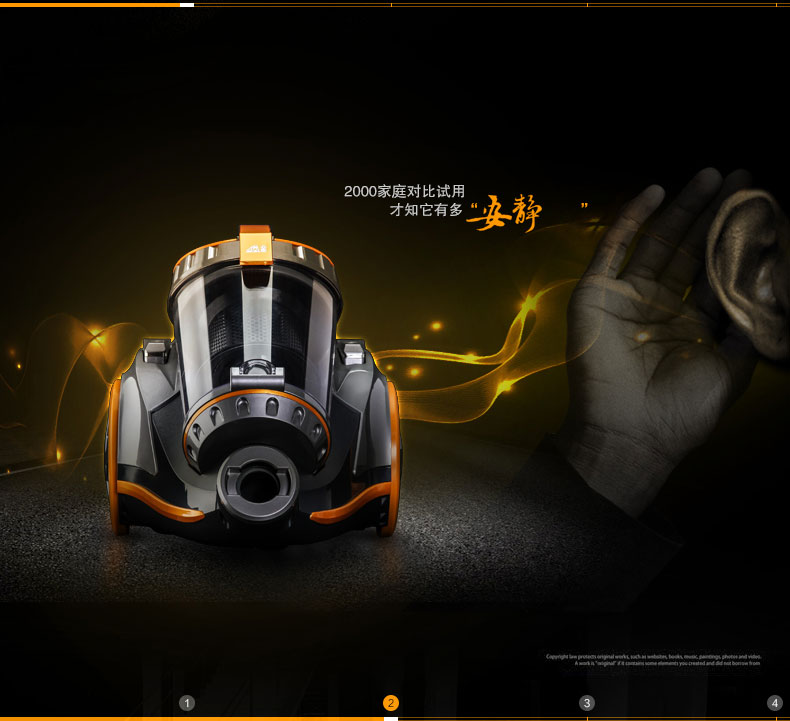 2000家庭对比试用
才知它有多 “安静 ”
Copyright law protects original works, such as websites, books, music, paintings, photos and video.
A work is "original" if it contains some elements you created and did not borrow from
1 2 3 4